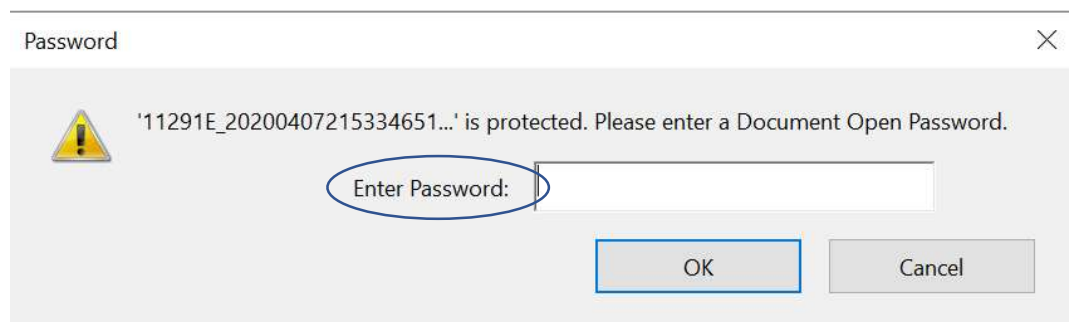 Password
'11291E_20200407215334651...' is protected. Please enter a Document Open Password.
Enter Password:
OK
Cancel